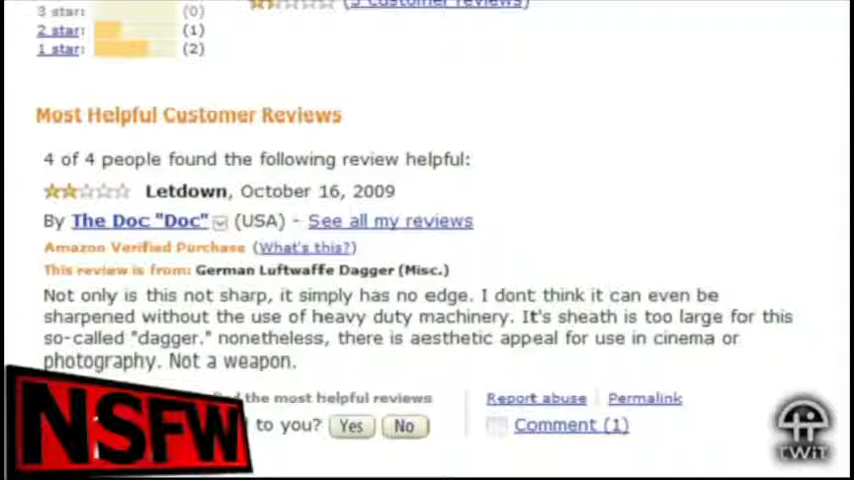 3 star: (0)
2 star: (1)
1 star: (2)
(3 customer reviews)
Most Helpful Customer Reviews
4 of 4 people found the following review helpful:
Letdown, October 16, 2009
By The Doc "Doc" (USA) - See all my reviews
Amazon Verified Purchase (What's this?)
This review is from: German Luftwaffe Dagger (Misc.)
Not only is this not sharp, it simply has no edge. I dont think it can even be
sharpened without the use of heavy duty machinery. It's sheath is too large for this
so-called "dagger." nonetheless, there is aesthetic appeal for use in cinema or
photography. Not a weapon.
the most helpful reviews
to you? Yes No
Report abuse Permalink
Comment (1)
NSFW
TWiT